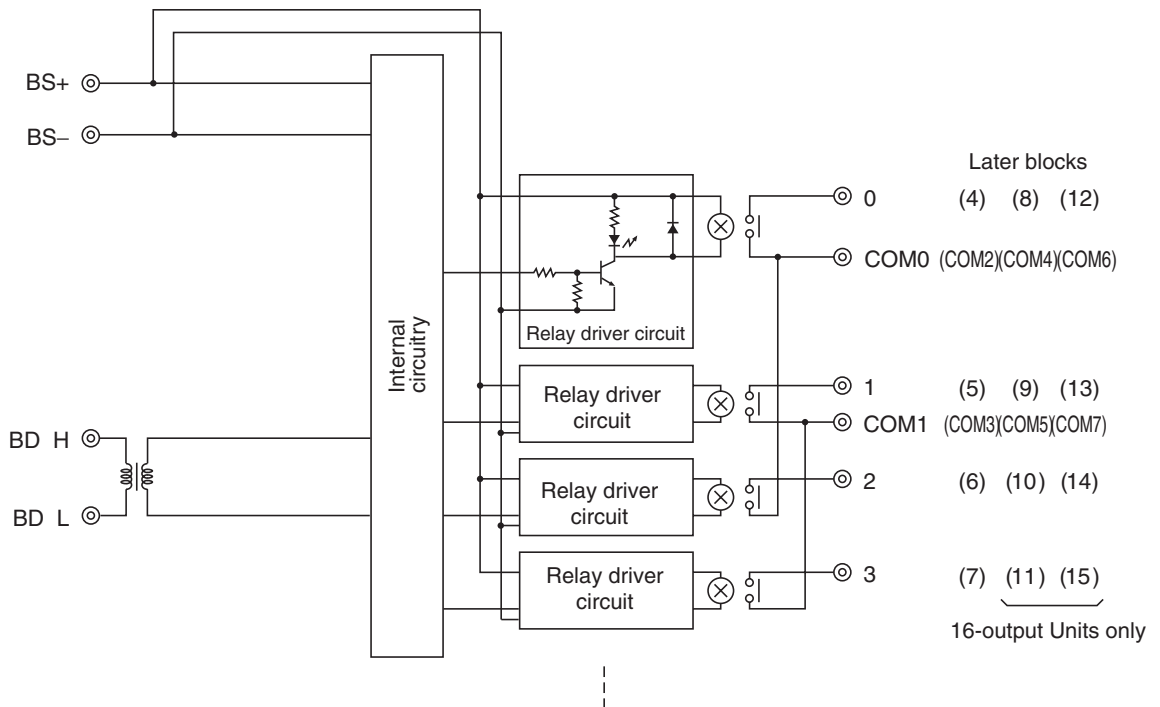 BS+
BS–
Later blocks
0 (4) (8) (12)
COM0 (COM2)(COM4)(COM6)
Relay driver circuit
Internal
circuitry
Relay driver
circuit
1 (5) (9) (13)
COM1 (COM3)(COM5)(COM7)
BD H
BD L
Relay driver
circuit
2 (6) (10) (14)
Relay driver
circuit
3 (7) (11) (15)
16-output Units only